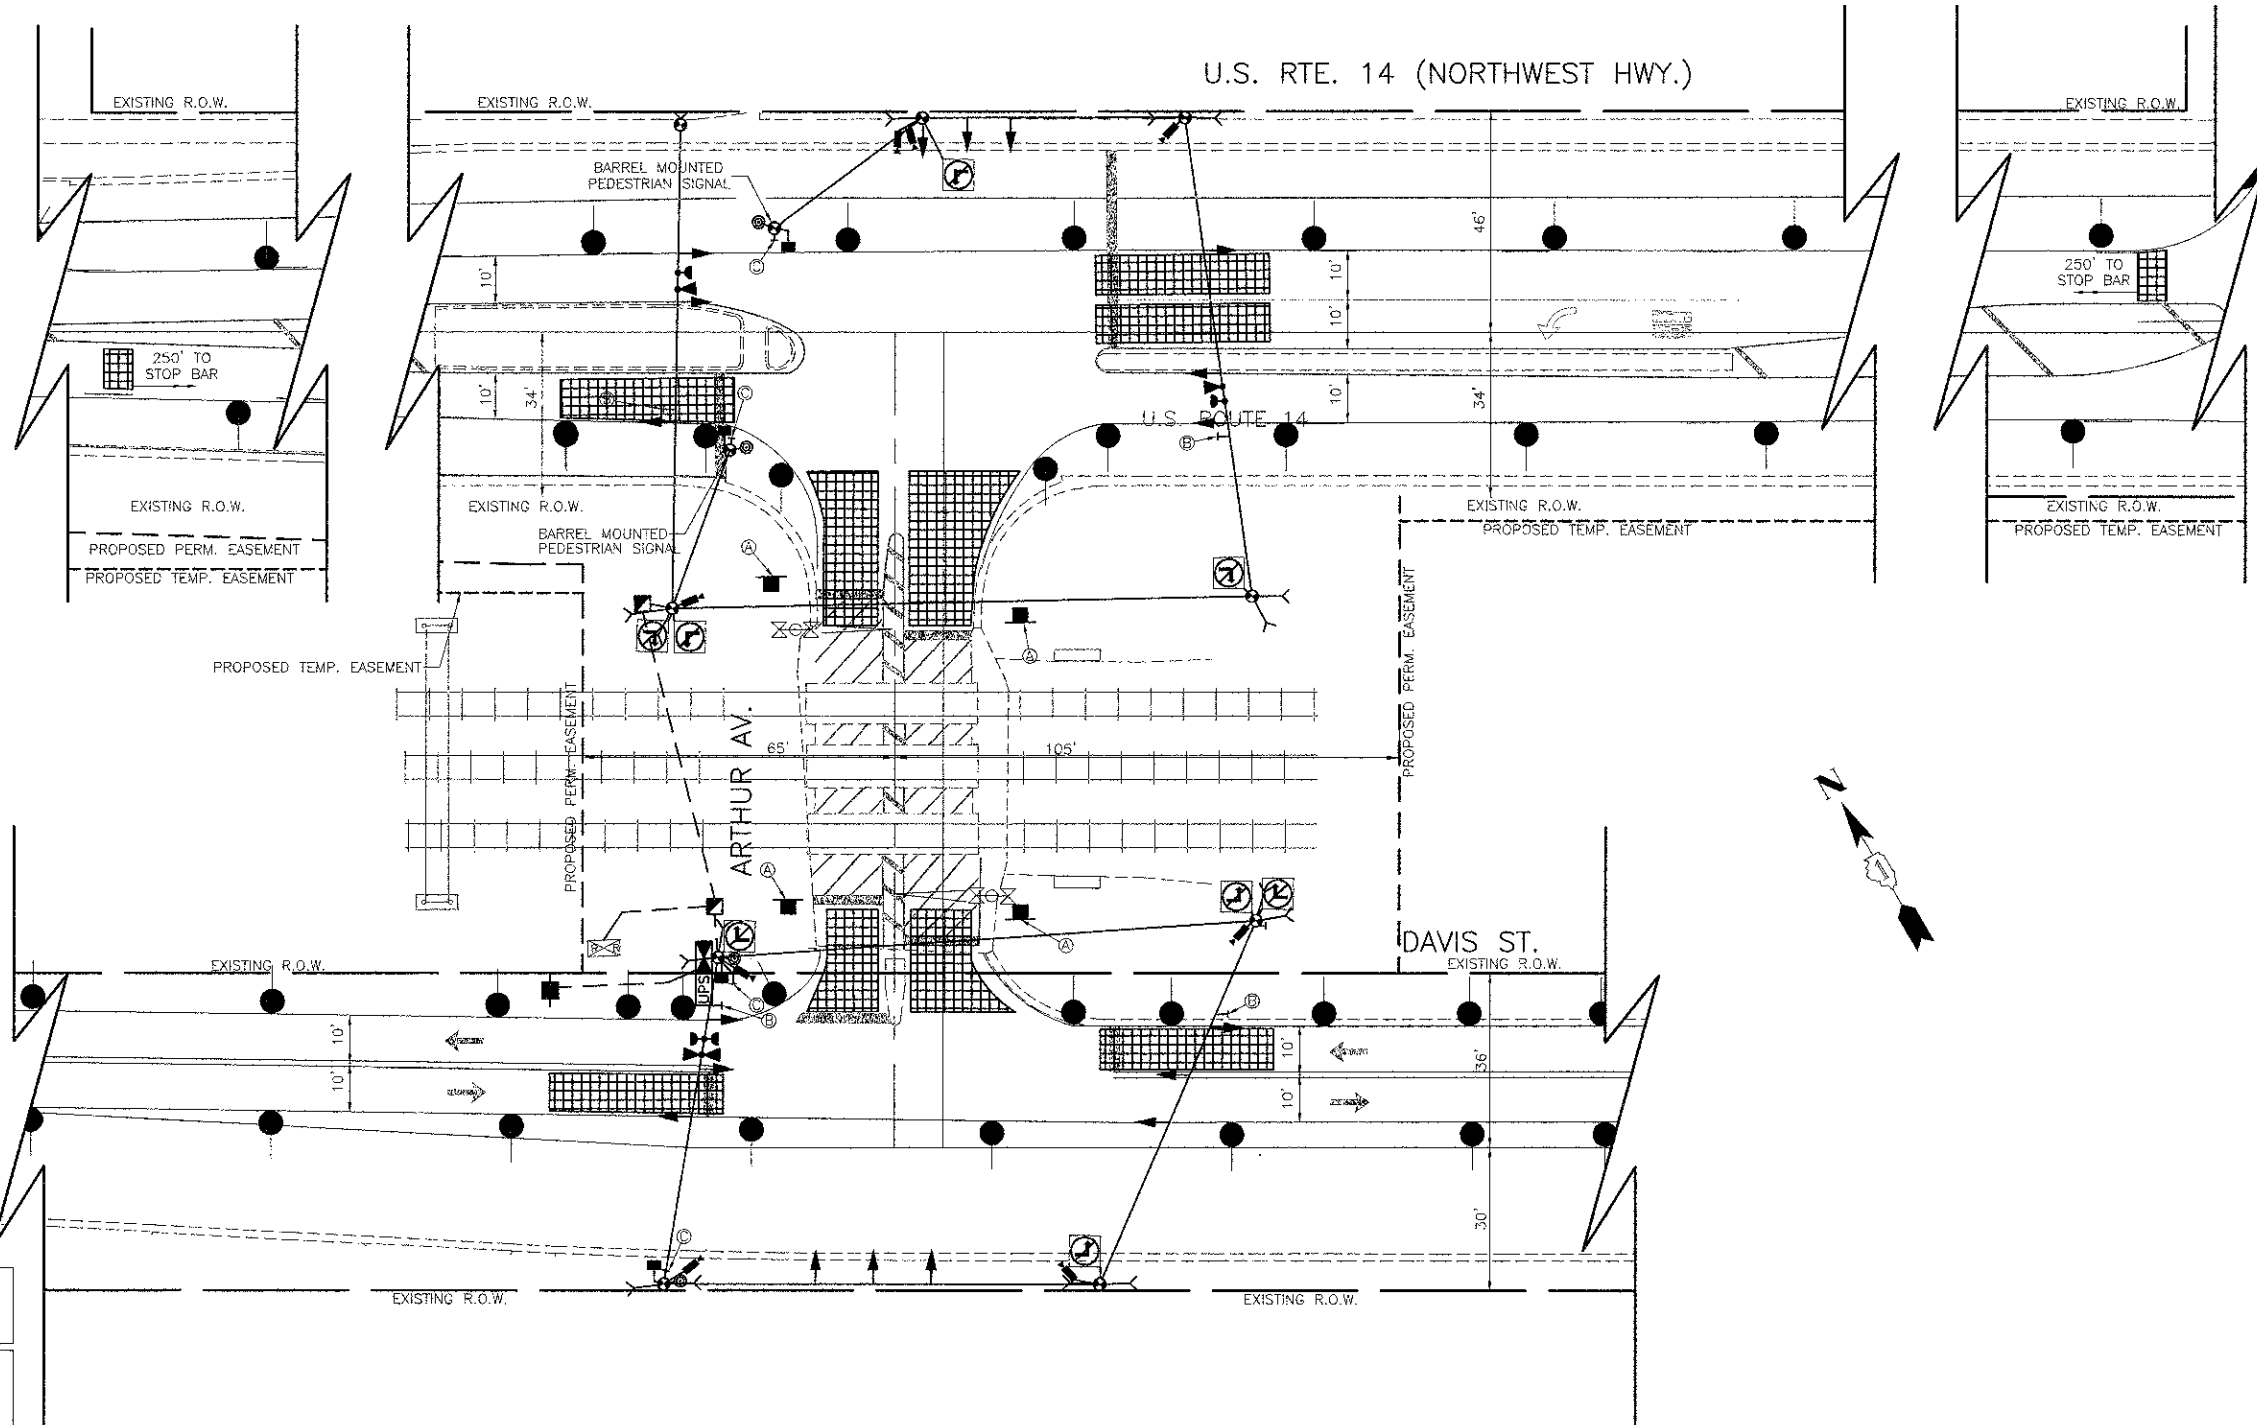 U.S. RTE. 14 (NORTHWEST HWY.)
EXISTING R.O.W.
EXISTING R.O.W.
EXISTING R.O.W.
BARREL MOUNTED
PEDESTRIAN SIGNAL
46'
C
10'
10'
10'
250' TO
STOP BAR
250' TO
STOP BAR
10'
34'
C
10'
34'
U.S. ROUTE 14
B
EXISTING R.O.W.
EXISTING R.O.W.
EXISTING R.O.W.
EXISTING R.O.W.
BARREL MOUNTED
PEDESTRIAN SIGNAL
PROPOSED TEMP. EASEMENT
PROPOSED TEMP. EASEMENT
PROPOSED PERM. EASEMENT
PROPOSED TEMP. EASEMENT
A
A
PROPOSED TEMP. EASEMENT
PROPOSED PERM. EASEMENT
PROPOSED PERM. EASEMENT
ARTHUR AV.
65'
105'
N
1
A
A
DAVIS ST.
EXISTING R.O.W.
EXISTING R.O.W.
UPS
C
B
B
10'
10'
10'
10'
36'
30'
C
EXISTING R.O.W.
EXISTING R.O.W.